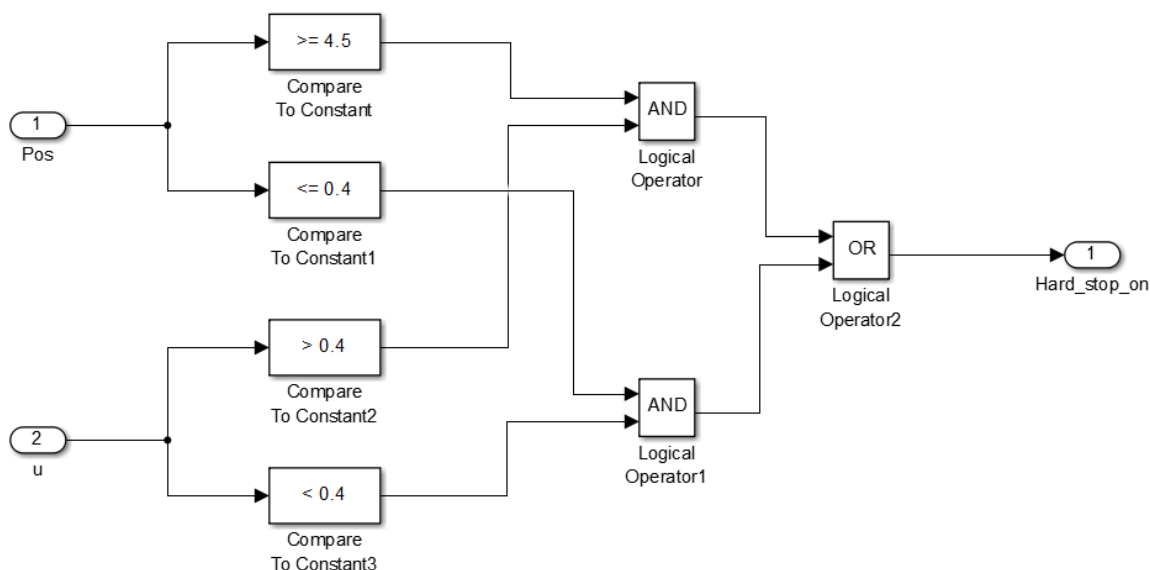 >= 4.5
Compare
To Constant
1
Pos
AND
Logical
Operator
<= 0.4
Compare
To Constant1
OR
Logical
Operator2
1
Hard_stop_on
> 0.4
Compare
To Constant2
AND
Logical
Operator1
2
u
< 0.4
Compare
To Constant3